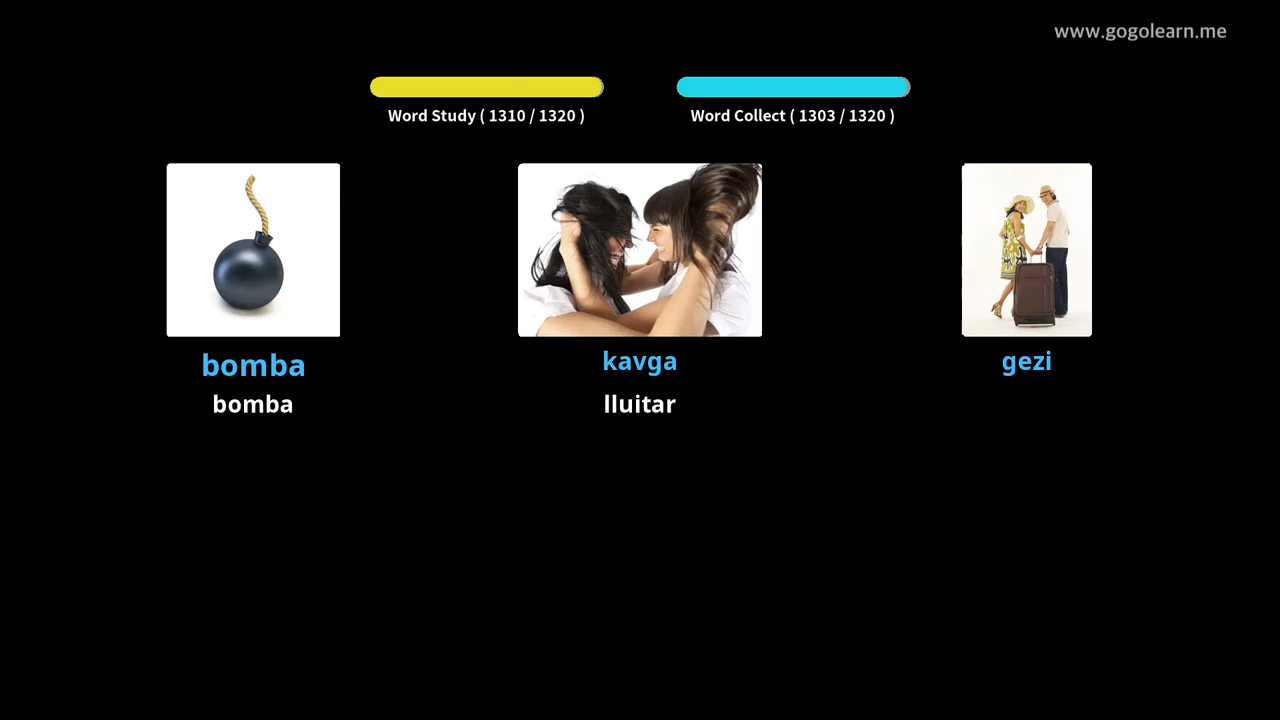 www.gogolearn.me
Word Study ( 1310 / 1320 )
Word Collect ( 1303 / 1320 )
bomba
kavga
gezi
bomba
lluitar